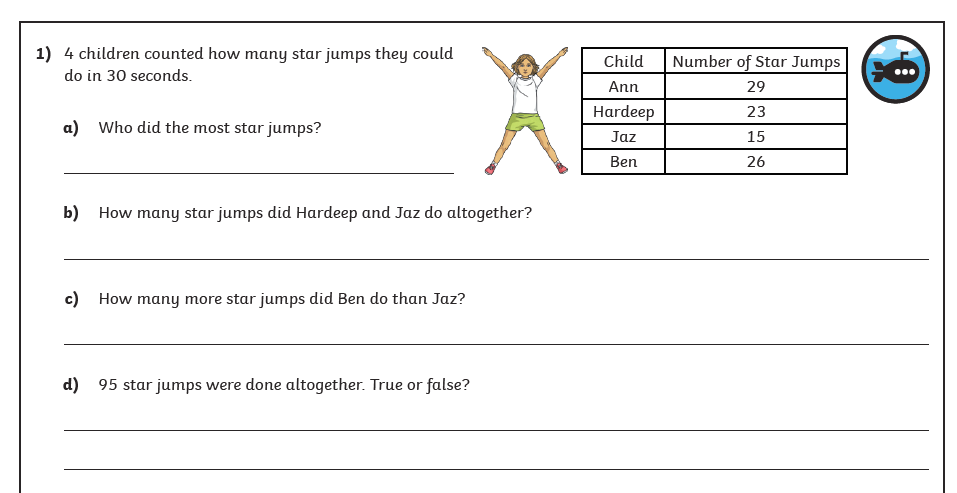 1) 4 children counted how many star jumps they could
do in 30 seconds.
Child Number of Star Jumps
Ann 29
Hardeep 23
Jaz 15
Ben 26
a) Who did the most star jumps?
b) How many star jumps did Hardeep and Jaz do altogether?
c) How many more star jumps did Ben do than Jaz?
d) 95 star jumps were done altogether. True or false?